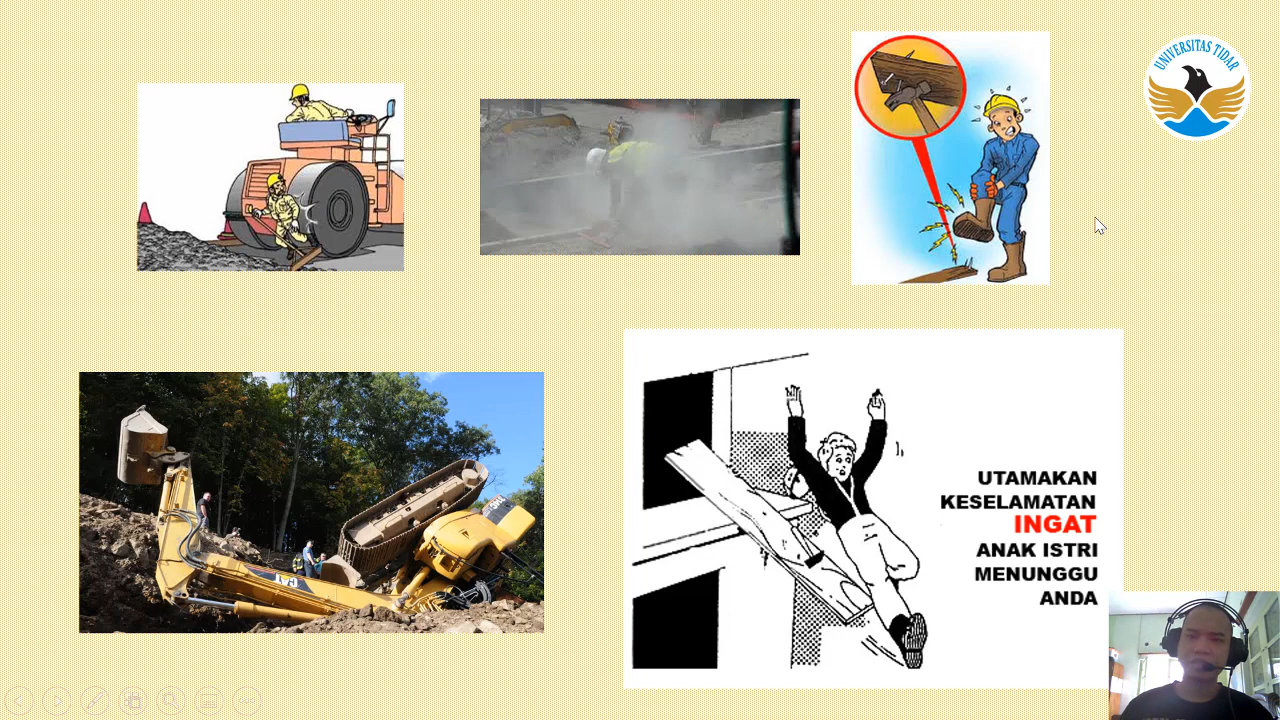 UNIVERSITAS TIDAR
UTAMAKAN
KESELAMATAN
INGAT
ANAK ISTRI
MENUNGGU
ANDA